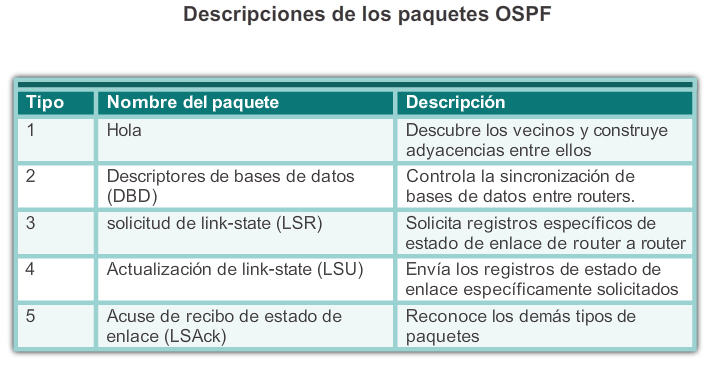 Descripciones de los paquetes OSPF
Tipo Nombre del paquete Descripción
1 Hola Descubre los vecinos y construye
adyacencias entre ellos
2 Descriptores de bases de datos Controla la sincronización de
(DBD) bases de datos entre routers.
3 solicitud de link-state (LSR) Solicita registros específicos de
estado de enlace de router a router
4 Actualización de link-state (LSU) Envía los registros de estado de
enlace específicamente solicitados
5 Acuse de recibo de estado de Reconoce los demás tipos de
enlace (LSAck) paquetes